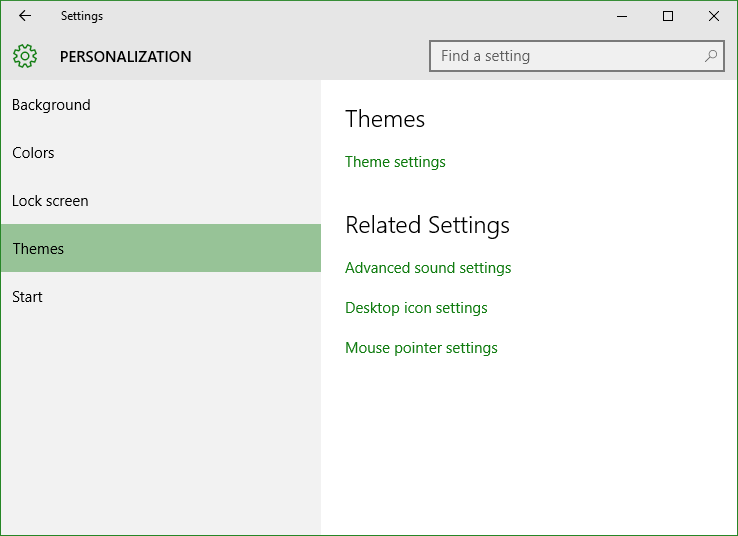 Settings
PERSONALIZATION
Find a setting
Background
Colors
Lock screen
Themes
Start
Themes
Theme settings
Related Settings
Advanced sound settings
Desktop icon settings
Mouse pointer settings